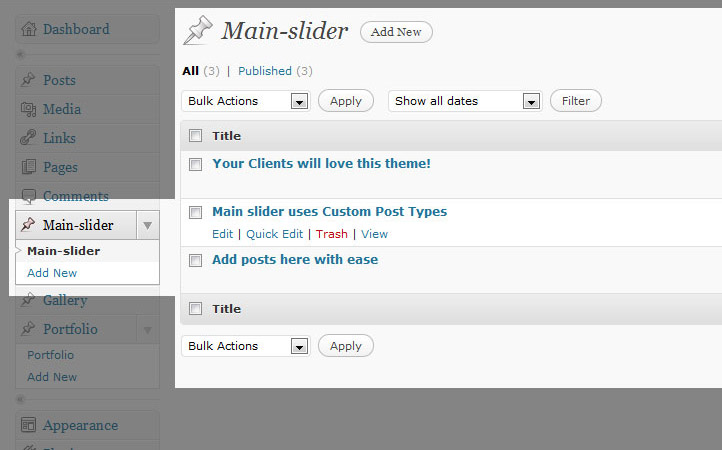 Dashboard
Posts
Media
Links
Pages
Comments
Main-slider
Main-slider
Add New
Gallery
Portfolio
Portfolio
Add New
Appearance
Main-slider Add New
All (3) | Published (3)
Bulk Actions Apply Show all dates Filter
Title
Your Clients will love this theme!
Main slider uses Custom Post Types
Edit | Quick Edit | Trash | View
Add posts here with ease
Title
Bulk Actions Apply